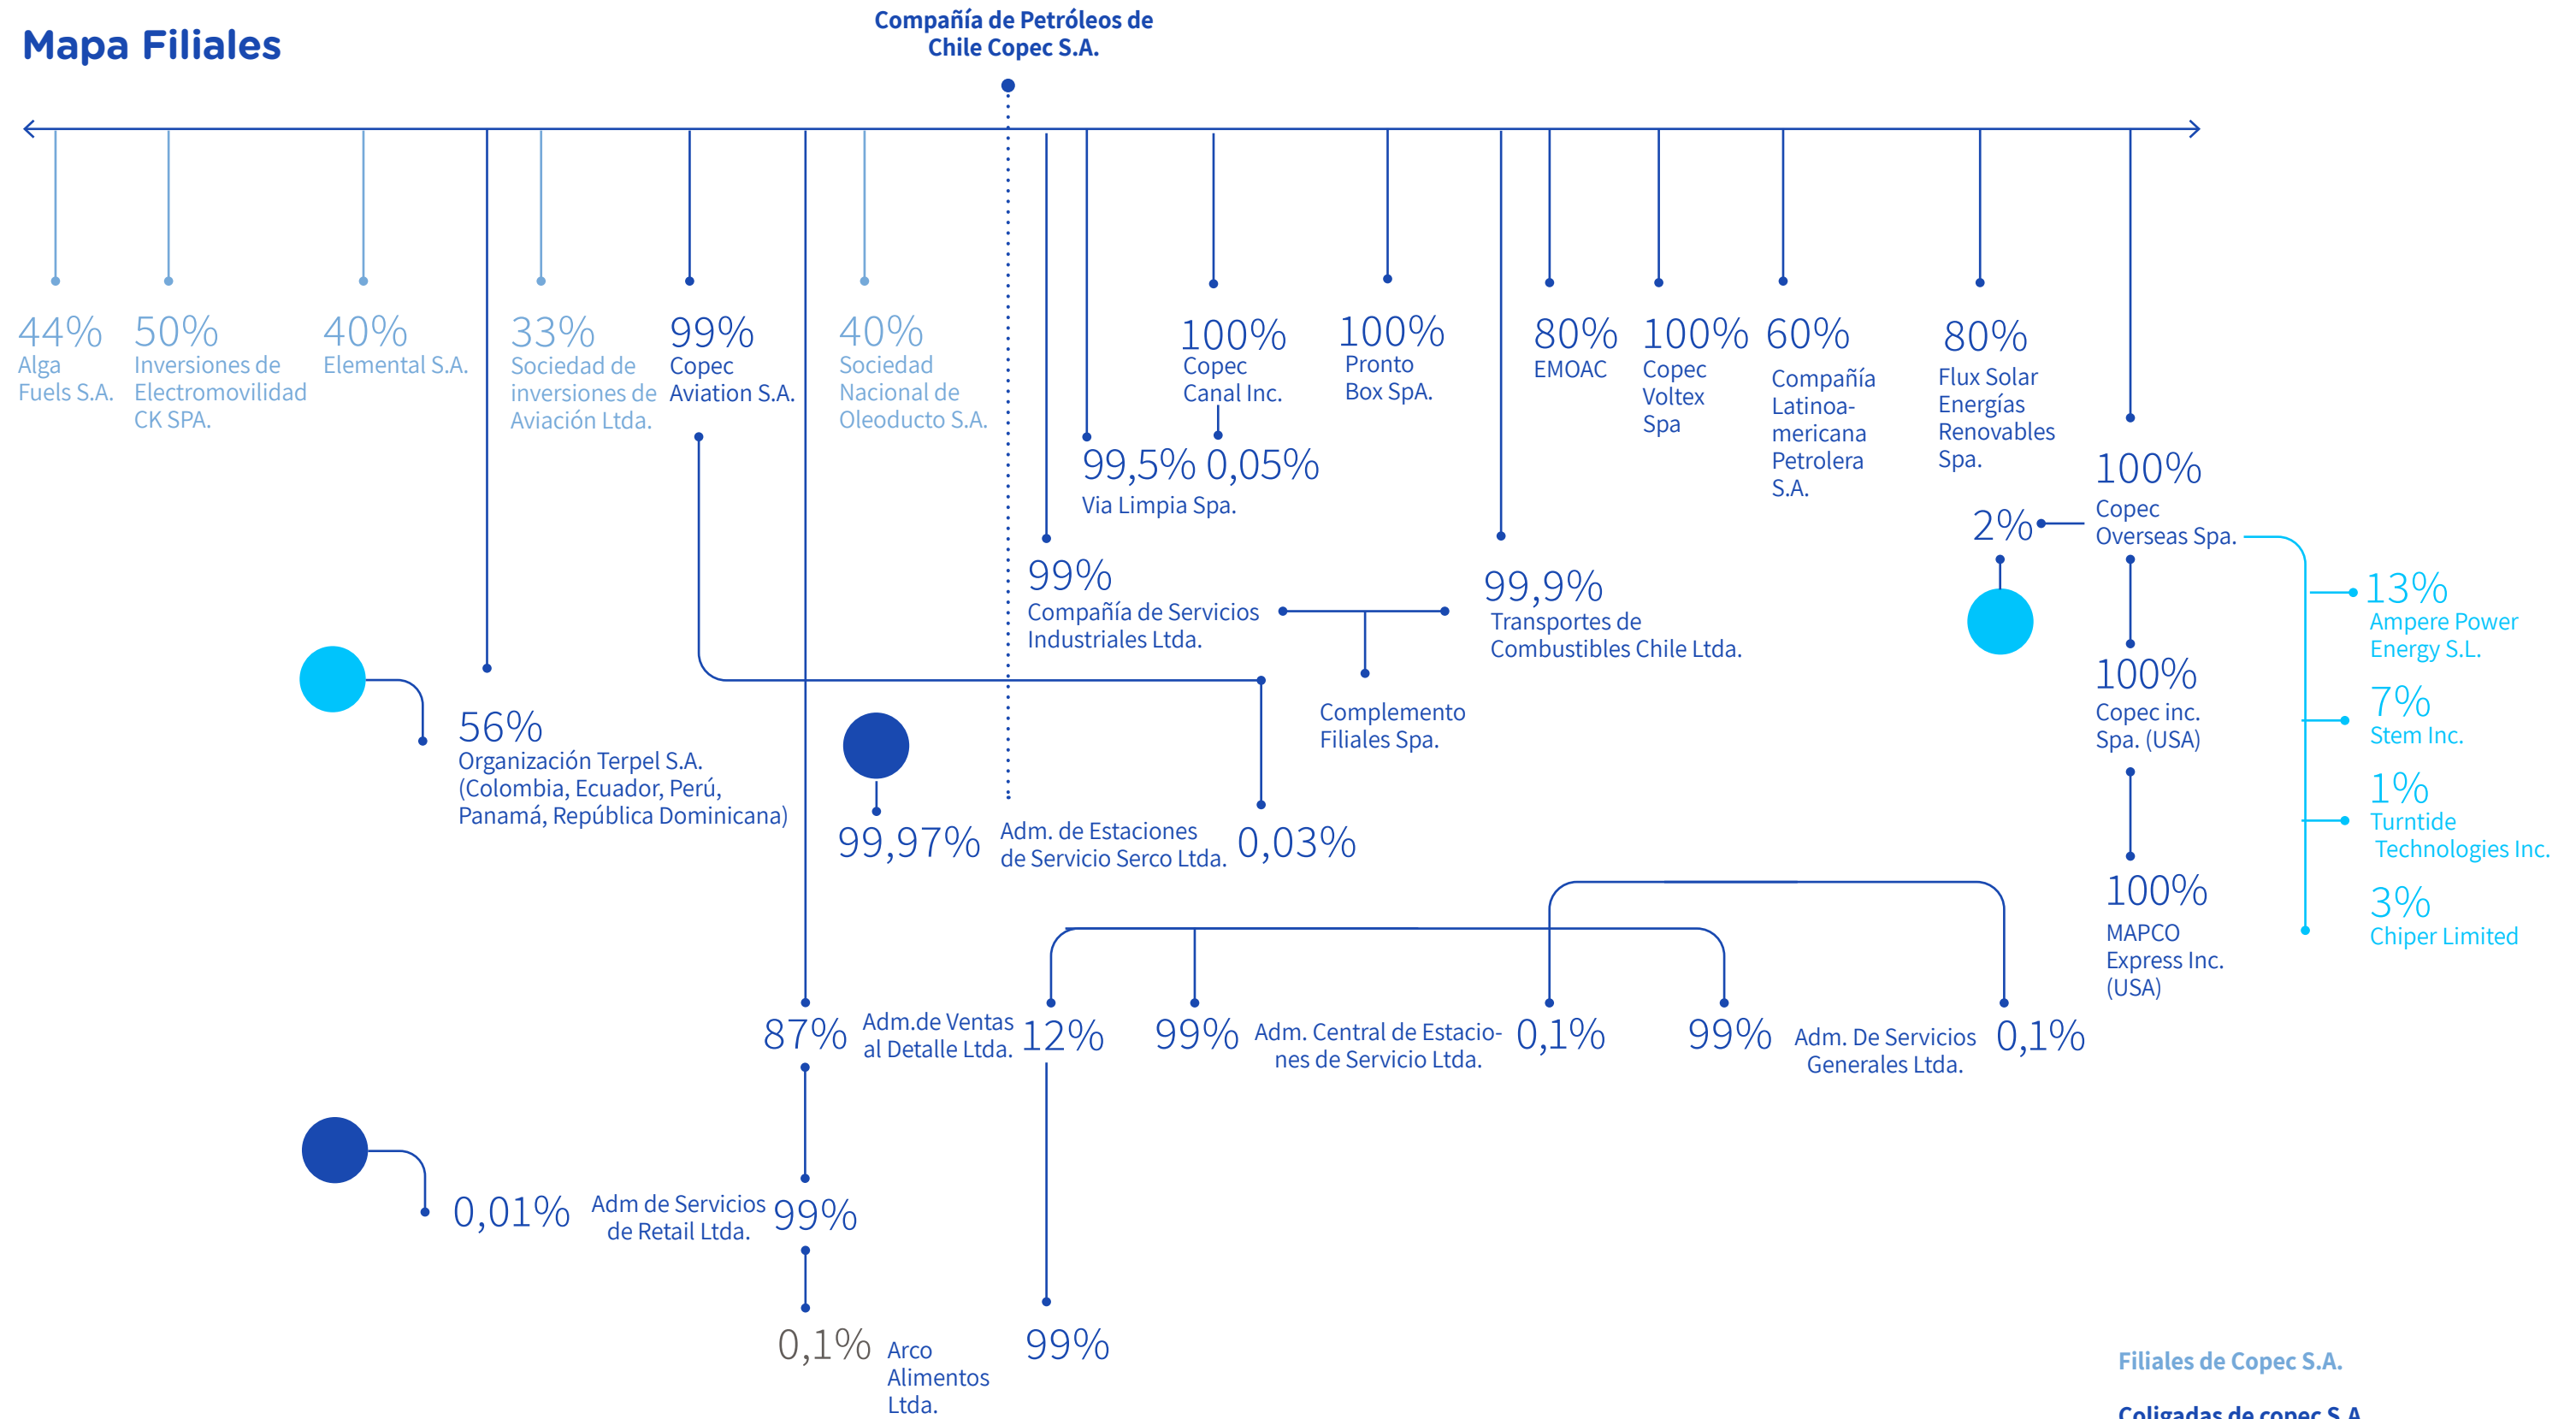 Mapa Filiales
Compañía de Petróleos de
Chile Copec S.A.
44%
Alga
Fuels S.A.
50%
Inversiones de
Electromovilidad
CK SPA.
40%
Elemental S.A.
33%
Sociedad de
inversiones de
Aviación Ltda.
99%
Copec
Aviation S.A.
40%
Sociedad
Nacional de
Oleoducto S.A.
100%
Copec
Canal Inc.
100%
Pronto
Box SpA.
80%
EMOAC
100%
Copec
Voltex
Spa
60%
Compañía
Latinoa-
mericana
Petrolera
S.A.
80%
Flux Solar
Energías
Renovables
Spa.
99,5% 0,05%
Via Limpia Spa.
100%
Copec
Overseas Spa.
2%
99%
Compañía de Servicios
Industriales Ltda.
99,9%
Transportes de
Combustibles Chile Ltda.
Complemento
Filiales Spa.
13%
Ampere Power
Energy S.L.
7%
Stem Inc.
1%
Turntide
Technologies Inc.
3%
Chiper Limited
100%
Copec inc.
Spa. (USA)
100%
MAPCO
Express Inc.
(USA)
56%
Organización Terpel S.A.
(Colombia, Ecuador, Perú,
Panamá, República Dominicana)
99,97%
Adm. de Estaciones
de Servicio Serco Ltda.
0,03%
87%
Adm.de Ventas
al Detalle Ltda.
12%
99%
Adm. Central de Estacio-
nes de Servicio Ltda.
0,1%
99%
Adm. De Servicios
Generales Ltda.
0,1%
0,01%
Adm de Servicios
de Retail Ltda.
99%
0,1%
Arco
Alimentos
Ltda.
99%
Filiales de Copec S.A.
Coligadas de copec S.A